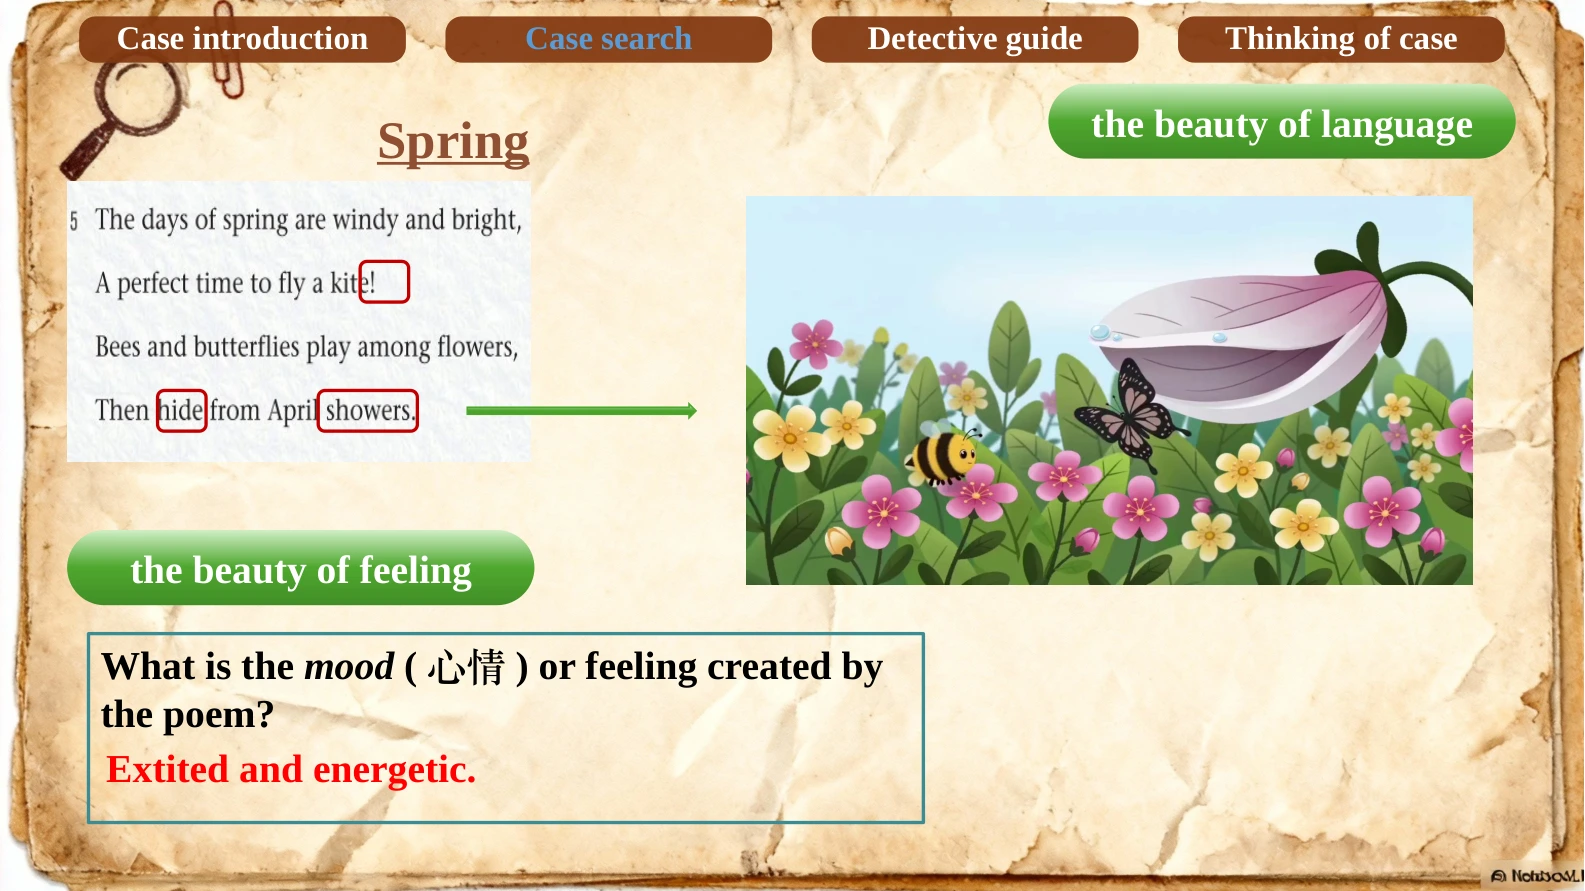 Case introduction
Case search
Detective guide
Thinking of case
the beauty of language
Spring
5 The days of spring are windy and bright,
A perfect time to fly a kite!
Bees and butterflies play among flowers,
Then hide from April showers.
the beauty of feeling
What is the mood ( 心情 ) or feeling created by
the poem?
Extited and energetic.